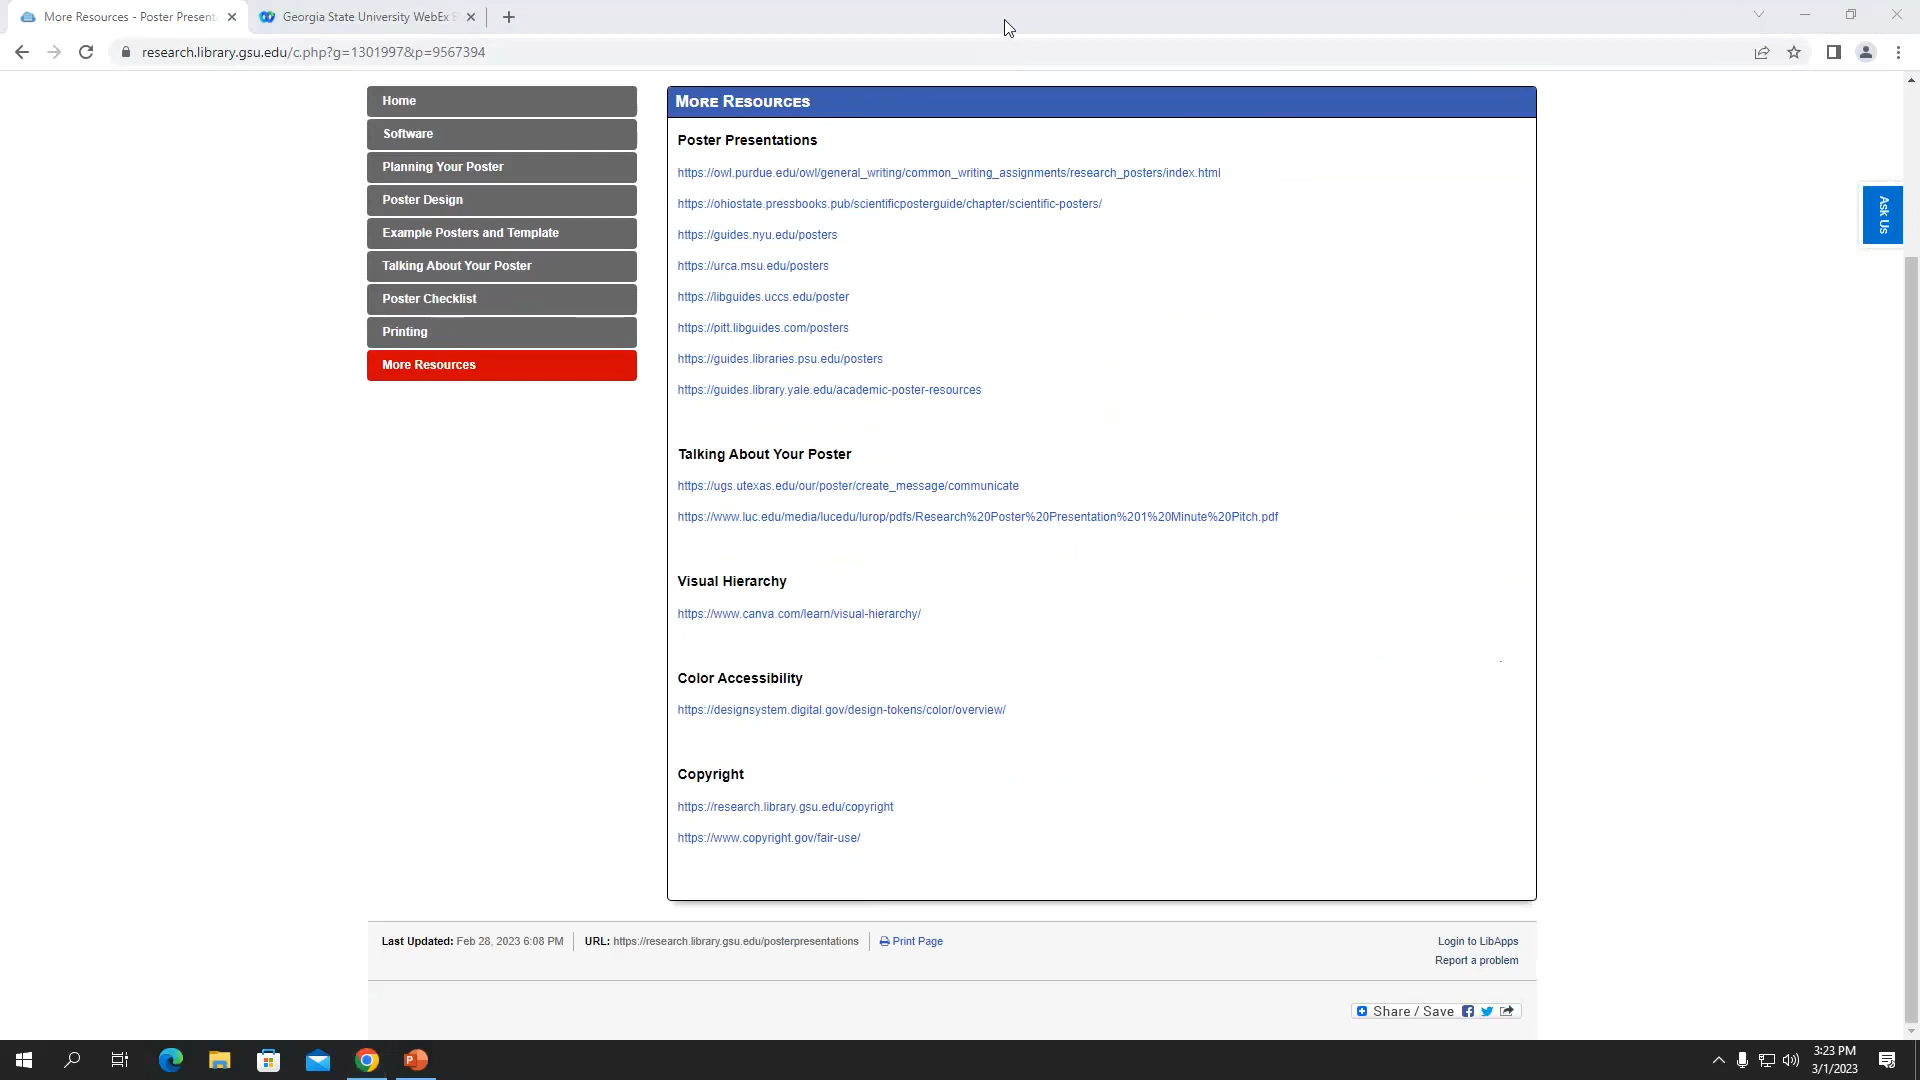 More Resources - Poster Present
Georgia State University WebEx
research.library.gsu.edu/c.php?g=1301997&p=9567394
Home
Software
Planning Your Poster
Poster Design
Example Posters and Template
Talking About Your Poster
Poster Checklist
Printing
More Resources
More Resources
Poster Presentations
https://owl.purdue.edu/owl/general_writing/common_writing_assignments/research_posters/index.html
https://ohiostate.pressbooks.pub/scientificposterguide/chapter/scientific-posters/
https://guides.nyu.edu/posters
https://urca.msu.edu/posters
https://libguides.uccs.edu/poster
https://pitt.libguides.com/posters
https://guides.libraries.psu.edu/posters
https://guides.library.yale.edu/academic-poster-resources
Talking About Your Poster
https://ugs.utexas.edu/our/poster/create_message/communicate
https://www.luc.edu/media/lucedu/lurop/pdfs/Research%20Poster%20Presentation%201%20Minute%20Pitch.pdf
Visual Hierarchy
https://www.canva.com/learn/visual-hierarchy/
Color Accessibility
https://designsystem.digital.gov/design-tokens/color/overview/
Copyright
https://research.library.gsu.edu/copyright
https://www.copyright.gov/fair-use/
Ask Us
Last Updated: Feb 28, 2023 6:08 PM
URL: https://research.library.gsu.edu/posterpresentations
Print Page
Login to LibApps
Report a problem
Share / Save
3:23 PM
3/1/2023